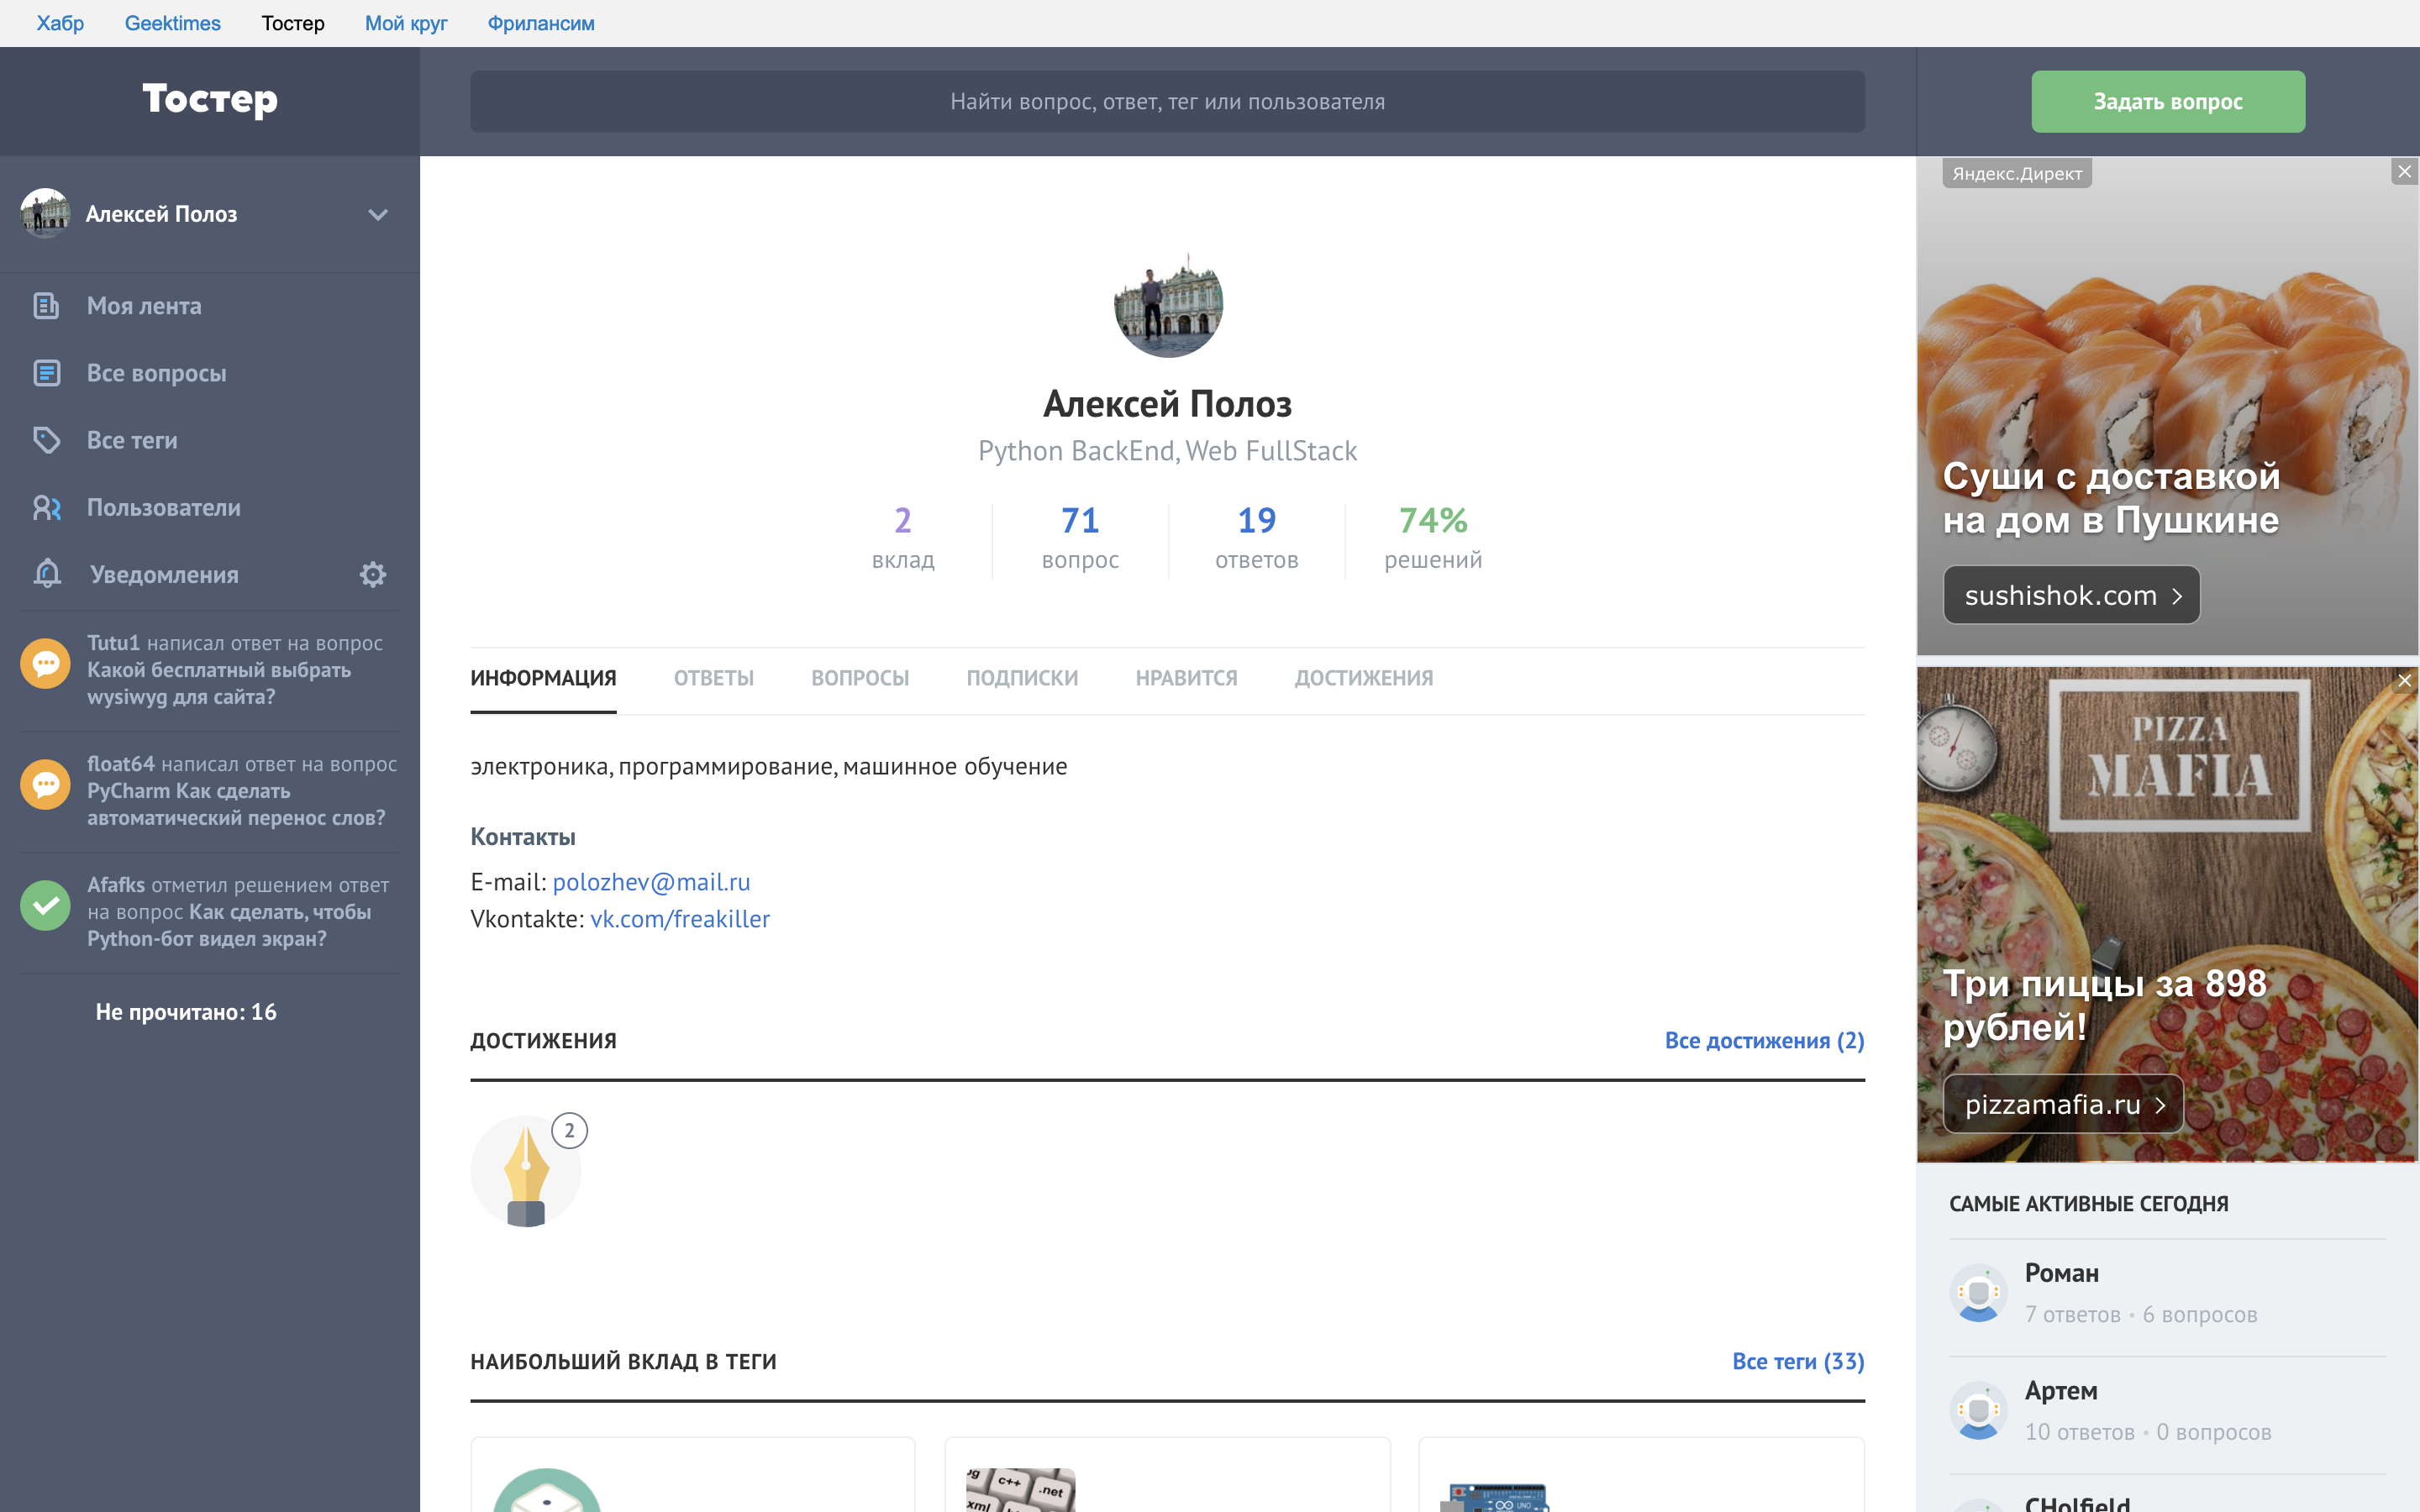 Хабр Geektimes Тостер Мой круг Фрилансим
Тостер
Найти вопрос, ответ, тег или пользователя
Задать вопрос
Алексей Полоз
Моя лента
Все вопросы
Все теги
Пользователи
Уведомления
Tutu1 написал ответ на вопрос
Какой бесплатный выбрать
wysiwyg для сайта?
float64 написал ответ на вопрос
PyCharm Как сделать
автоматический перенос слов?
Afafks отметил решением ответ
на вопрос Как сделать, чтобы
Python-бот видел экран?
Не прочитано: 16
Алексей Полоз
Python BackEnd, Web FullStack
2 71 19 74%
вклад вопрос ответов решений
ИНФОРМАЦИЯ ОТВЕТЫ ВОПРОСЫ ПОДПИСКИ НРАВИТСЯ ДОСТИЖЕНИЯ
электроника, программирование, машинное обучение
Контакты
E-mail: polozhev@mail.ru
Vkontakte: vk.com/freakiller
ДОСТИЖЕНИЯ Все достижения (2)
2
НАИБОЛЬШИЙ ВКЛАД В ТЕГИ Все теги (33)
c++ .net
xml
UNO
Яндекс.Директ
Суши с доставкой
на дом в Пушкине
sushishok.com
PIZZA
MAFIA
Три пиццы за 898
рублей!
pizzamafia.ru
САМЫЕ АКТИВНЫЕ СЕГОДНЯ
Роман
7 ответов • 6 вопросов
Артем
10 ответов • 0 вопросов
CHolfield